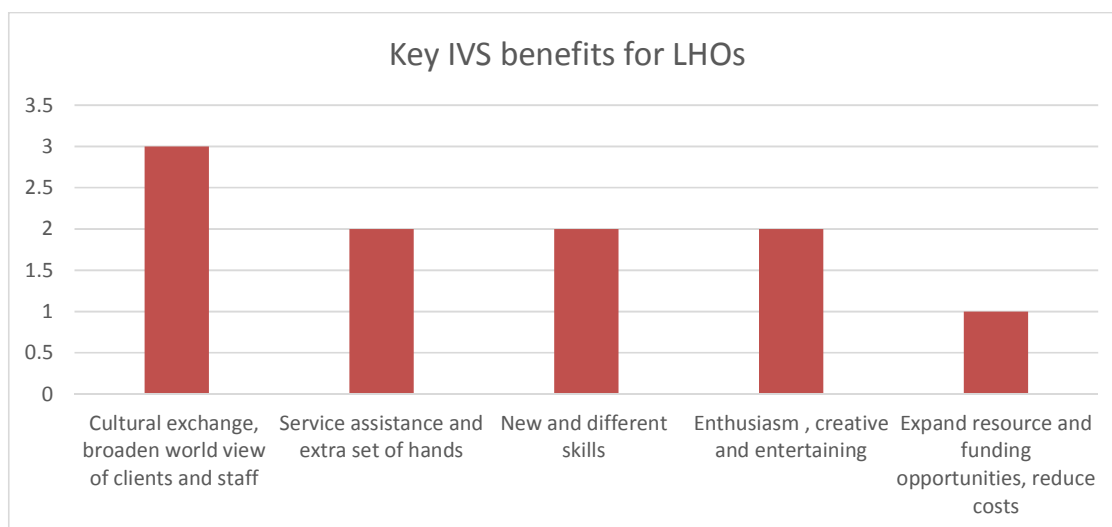 Key IVS benefits for LHOs
3.5
3
2.5
2
1.5
1
0.5
0
Cultural exchange,
broaden world view
of clients and staff
Service assistance and
extra set of hands
New and different
skills
Enthusiasm , creative
and entertaining
Expand resource and
funding
opportunities, reduce
costs